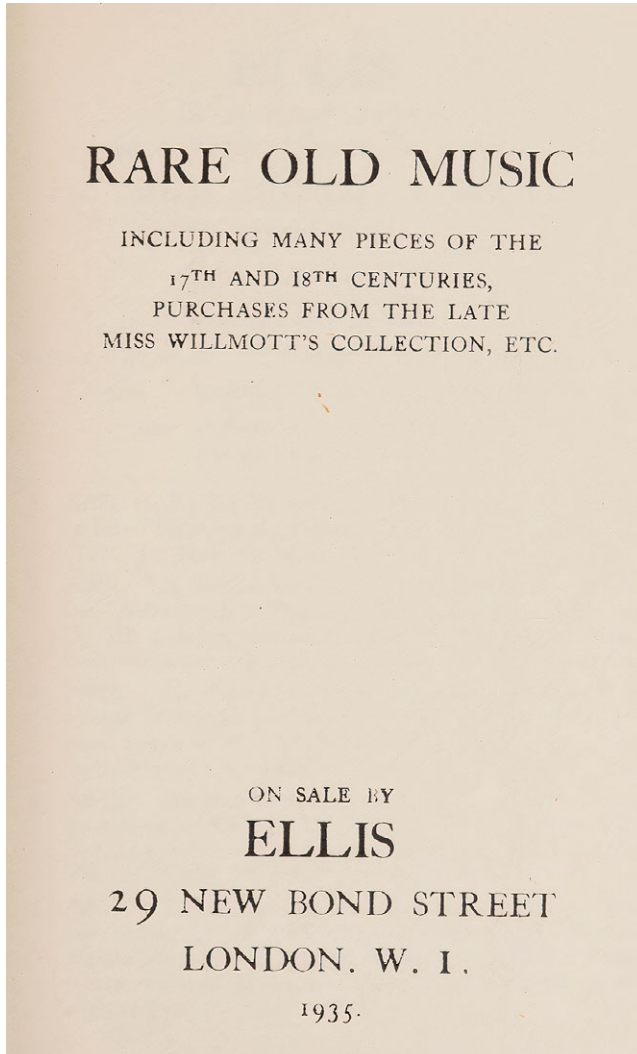 RARE OLD MUSIC
INCLUDING MANY PIECES OF THE
17TH AND 18TH CENTURIES,
PURCHASES FROM THE LATE
MISS WILLMOTT'S COLLECTION, ETC.
ON SALE BY
ELLIS
29 NEW BOND STREET
LONDON. W. 1.
1935.